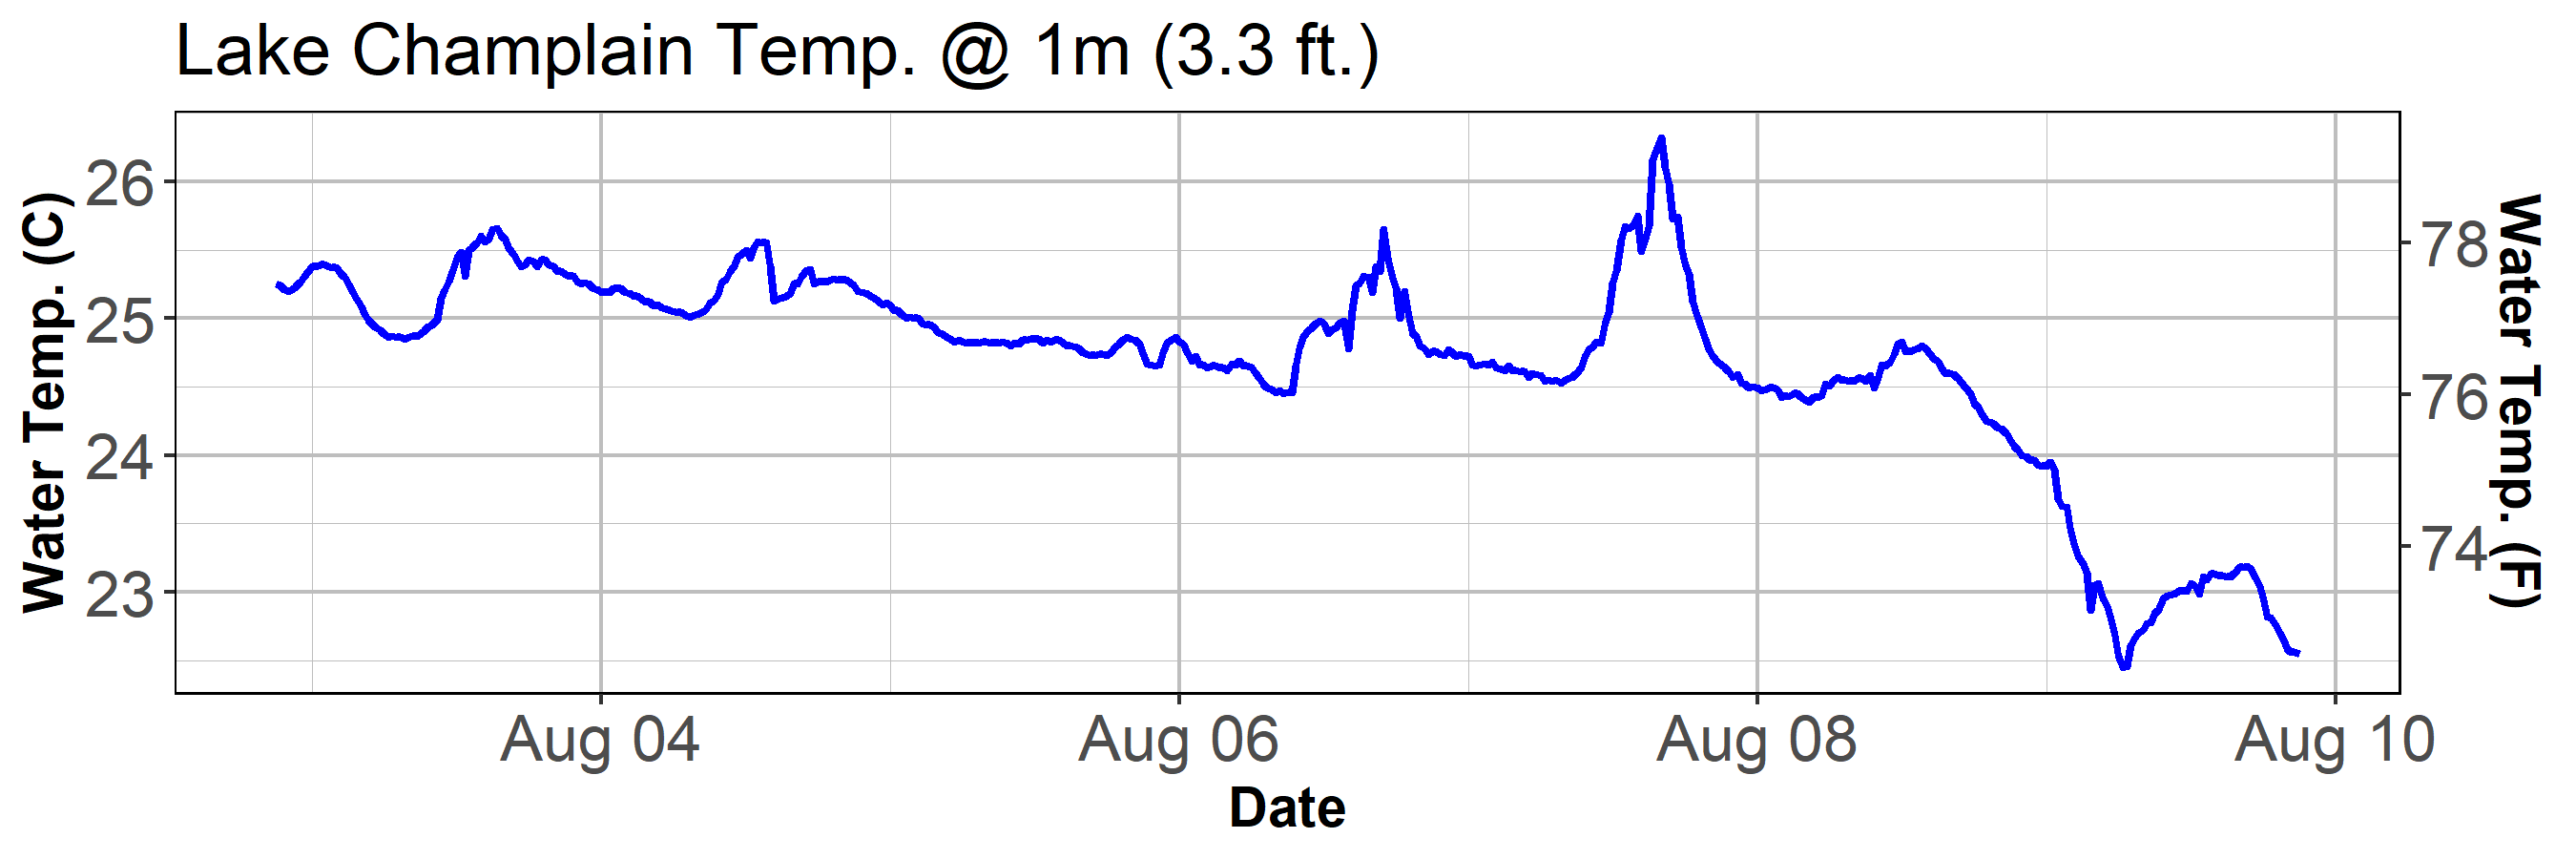 Lake Champlain Temp. @ 1m (3.3 ft.)
Water Temp. (C)
26
25
24
23
78
76
74
Water Temp. (F)
Aug 04
Aug 06
Aug 08
Aug 10
Date